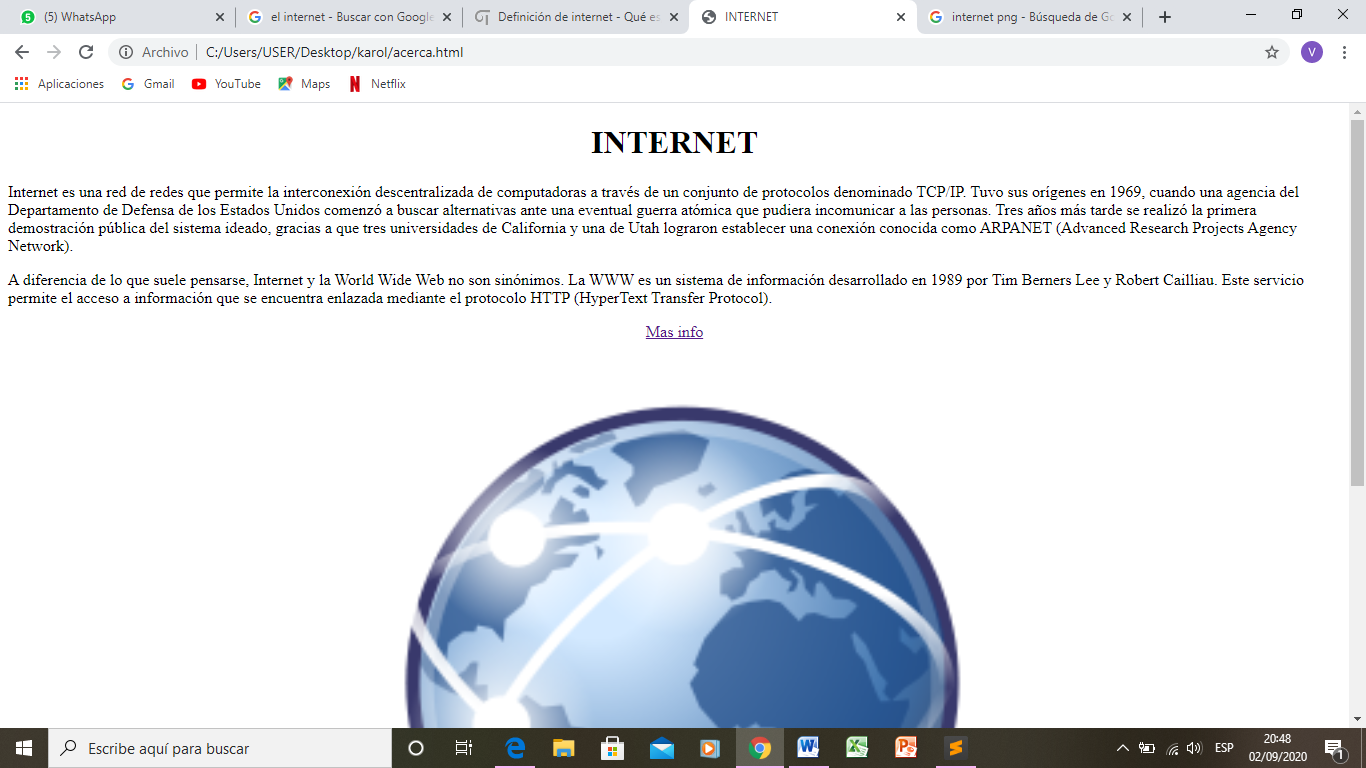 (5) WhatsApp
el internet - Buscar con Google
Definición de internet - Qué es
INTERNET
internet png - Búsqueda de Go
Archivo
C:/Users/USER/Desktop/karol/acerca.html
V
Aplicaciones
Gmail
YouTube
Maps
Netflix
INTERNET
Internet es una red de redes que permite la interconexión descentralizada de computadoras a través de un conjunto de protocolos denominado TCP/IP. Tuvo sus orígenes en 1969, cuando una agencia del
Departamento de Defensa de los Estados Unidos comenzó a buscar alternativas ante una eventual guerra atómica que pudiera incomunicar a las personas. Tres años más tarde se realizó la primera
demostración pública del sistema ideado, gracias a que tres universidades de California y una de Utah lograron establecer una conexión conocida como ARPANET (Advanced Research Projects Agency
Network).
A diferencia de lo que suele pensarse, Internet y la World Wide Web no son sinónimos. La WWW es un sistema de información desarrollado en 1989 por Tim Berners Lee y Robert Cailliau. Este servicio
permite el acceso a información que se encuentra enlazada mediante el protocolo HTTP (HyperText Transfer Protocol).
Mas info
Escribe aquí para buscar
ESP
20:48
02/09/2020
1